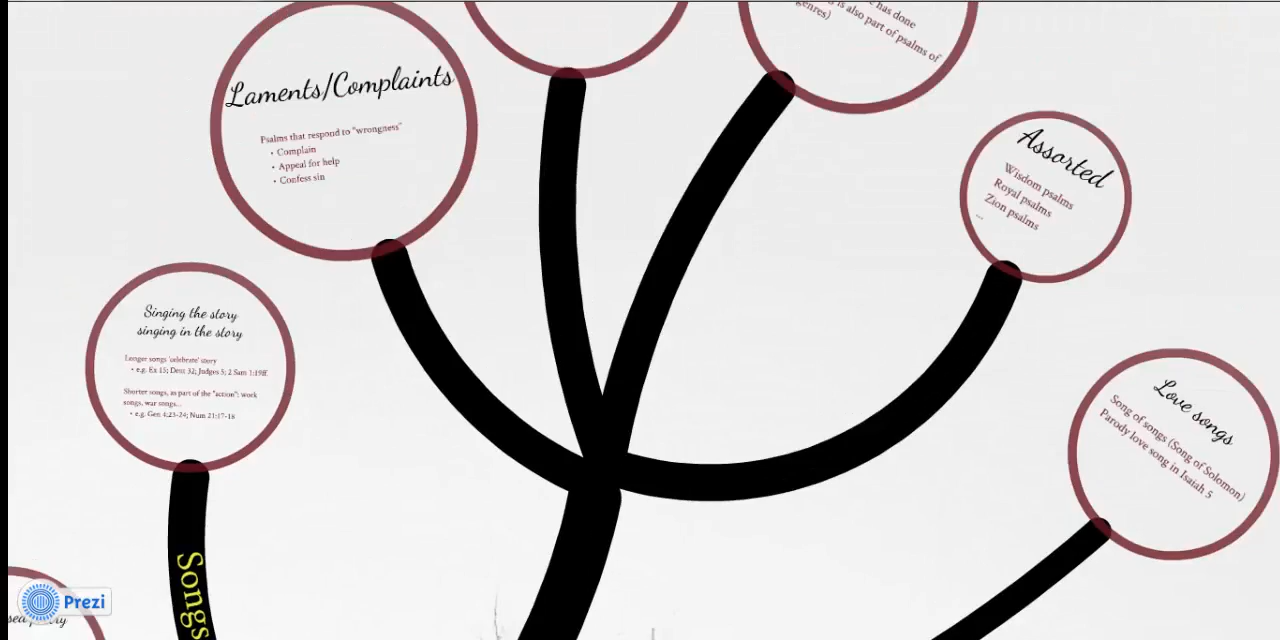 has done
is also part of psalms of
genres)
Laments/Complaints
Psalms that respond to "wrongness"
• Complain
• Appeal for help
• Confess sin
Assorted
Wisdom psalms
Royal psalms
Zion psalms
...
Singing the story
singing in the story
Longer songs 'celebrate' story
• e.g. Ex 15; Deut 32; Judges 5; 2 Sam 1:19ff
Shorter songs, as part of the "action": work
songs, war songs...
• e.g. Gen 4:23-24; Num 21:17-18
Love songs
Song of songs (Song of Solomon)
Parody love song in Isaiah 5
Songs
Prezi